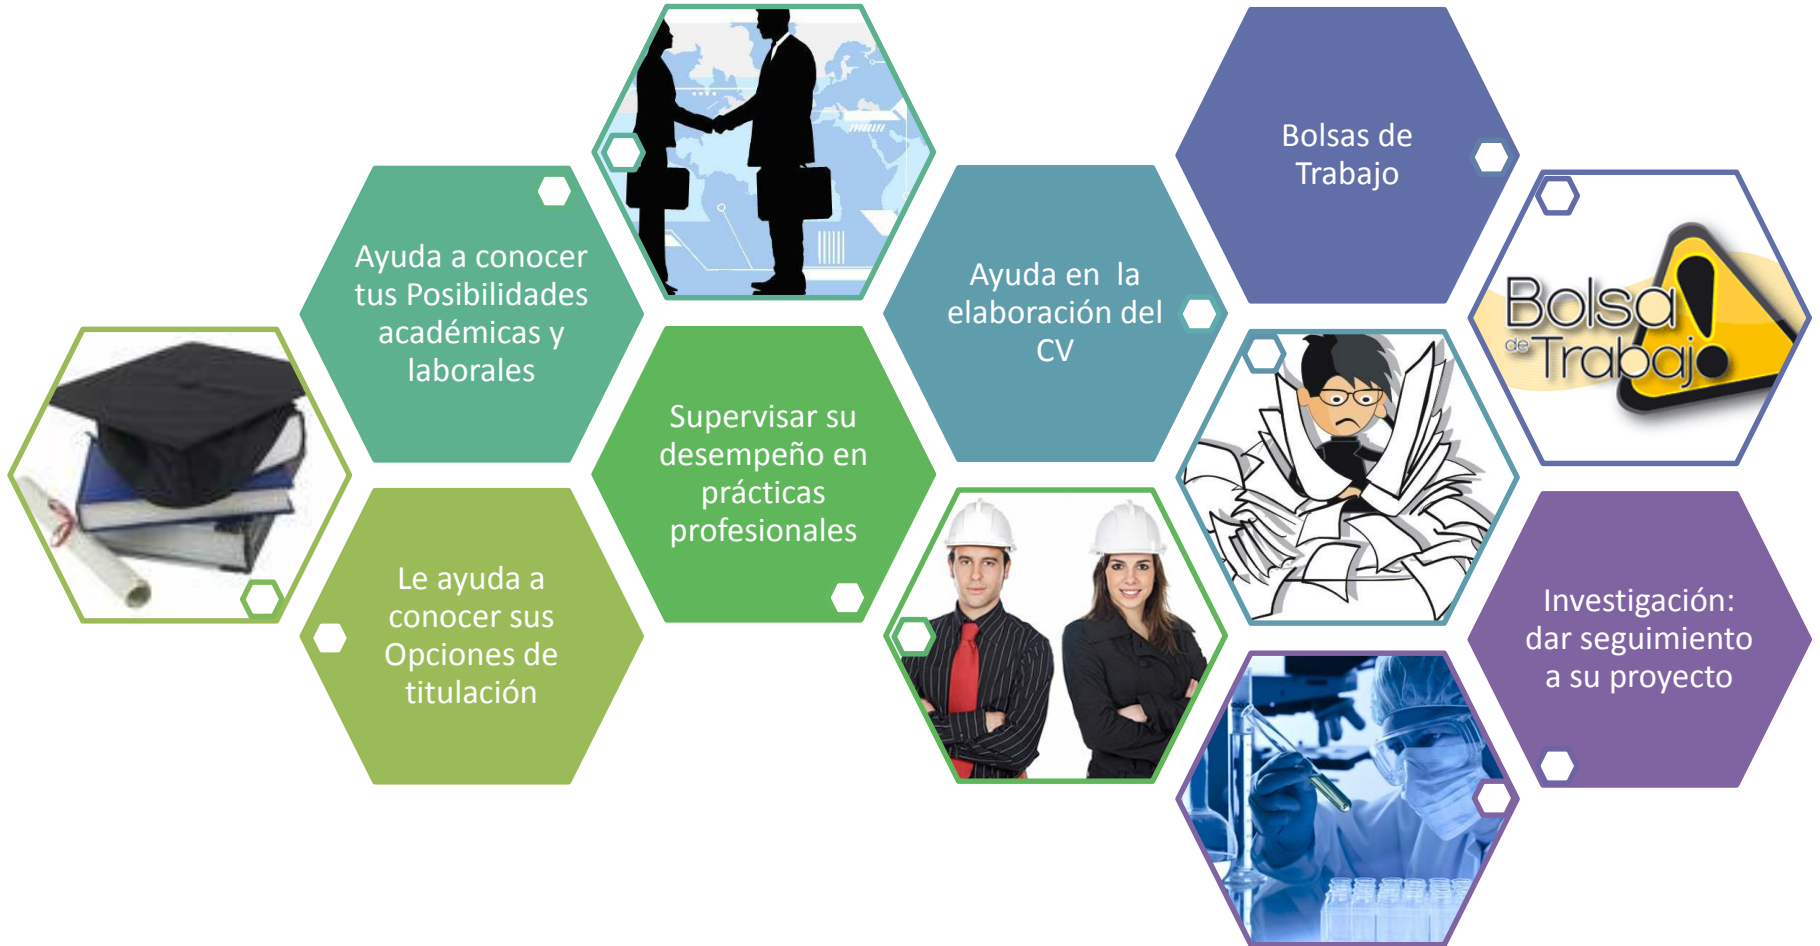 Le ayuda a
conocer sus
Opciones de
titulación
Ayuda a conocer
tus Posibilidades
académicas y
laborales
Supervisar su
desempeño en
prácticas
profesionales
Ayuda en  la
elaboración del
CV
Bolsas de
Trabajo
Bolsa
de Trabajo
Investigación:
dar seguimiento
a su proyecto